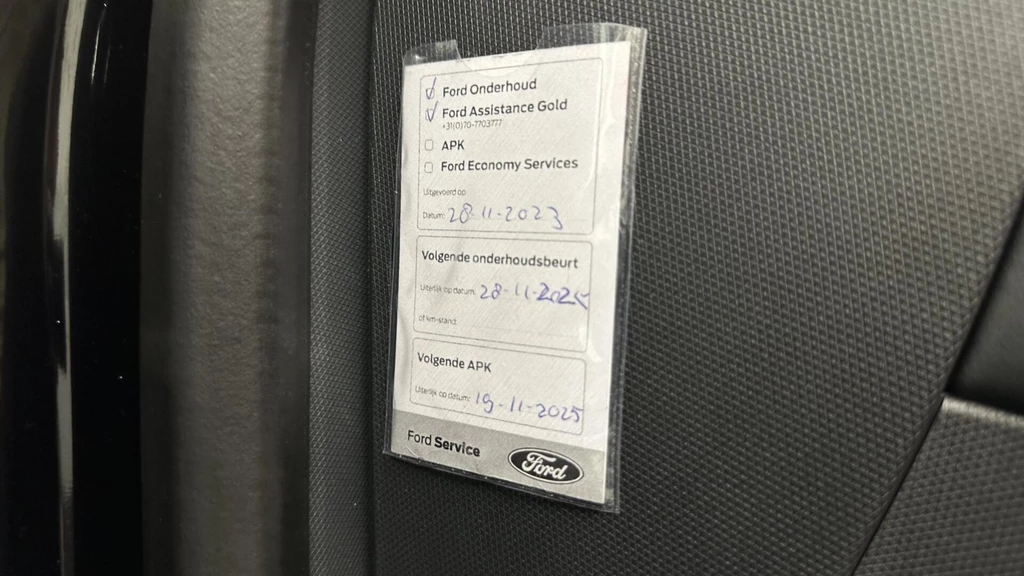 Ford Onderhoud
Ford Assistance Gold
+31(0)70-7703777
APK
Ford Economy Services
Uitgevoerd op
Datum: 28-11-2023
Volgende onderhoudsbeurt
Uiterlijk op datum: 28-11-2025
of km-stand:
Volgende APK
Uiterlijk op datum: 19-11-2025
Ford Service
Ford